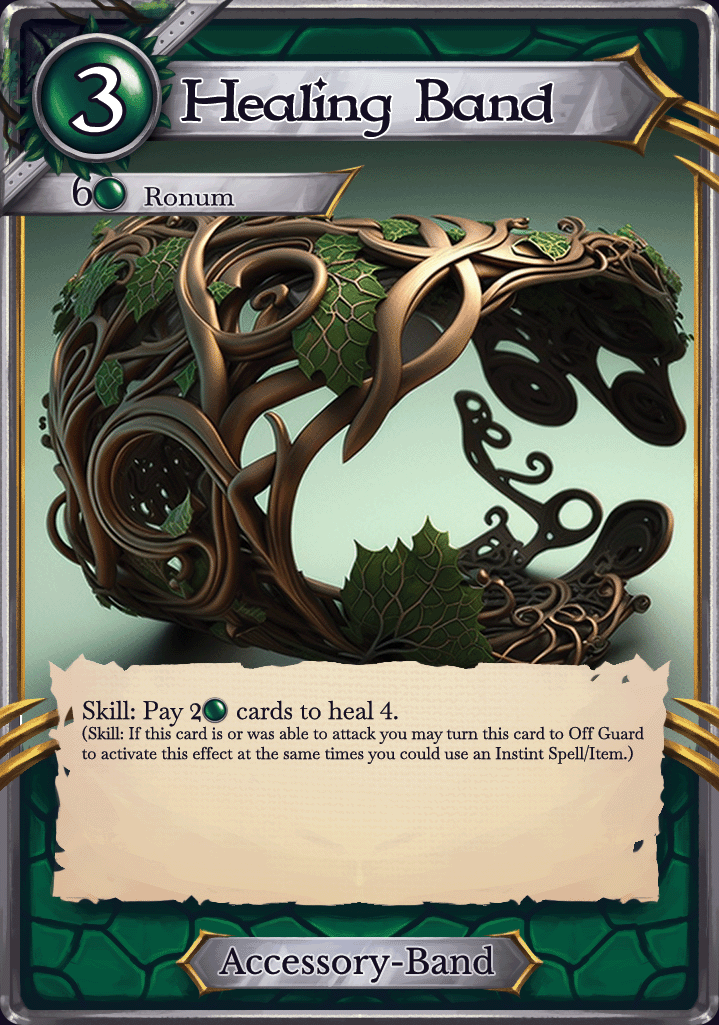 3
Healing Band
6 Ronum
Skill: Pay 2 cards to heal 4.
(Skill: If this card is or was able to attack you may turn this card to Off Guard
to activate this effect at the same times you could use an Instint Spell/Item.)
Accessory-Band